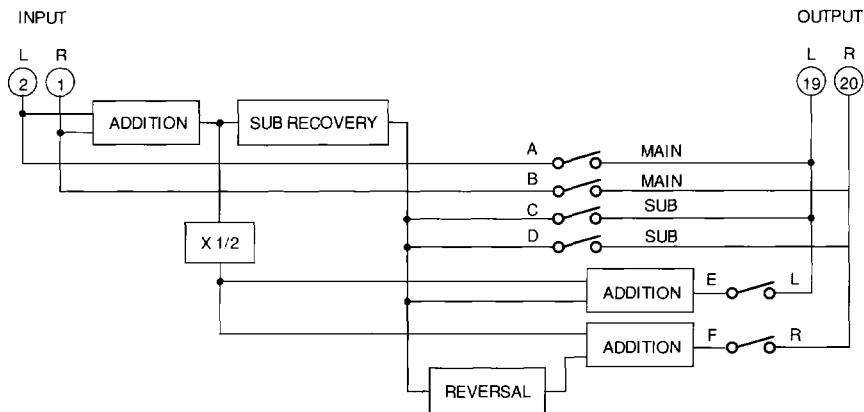 INPUT OUTPUT
L R L R
2 1 19 20
ADDITION SUB RECOVERY
A MAIN
B MAIN
C SUB
X 1/2
D SUB
ADDITION E L
ADDITION F R
REVERSAL